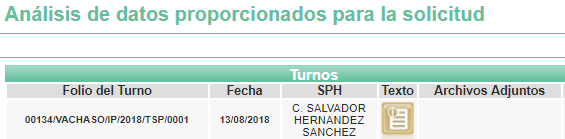 Análisis de datos proporcionados para la solicitud
Turnos
Folio del Turno Fecha SPH Texto Archivos Adjuntos
00134/VACHASO/IP/2018/TSP/0001 13/08/2018 C. SALVADOR
HERNANDEZ
SANCHEZ